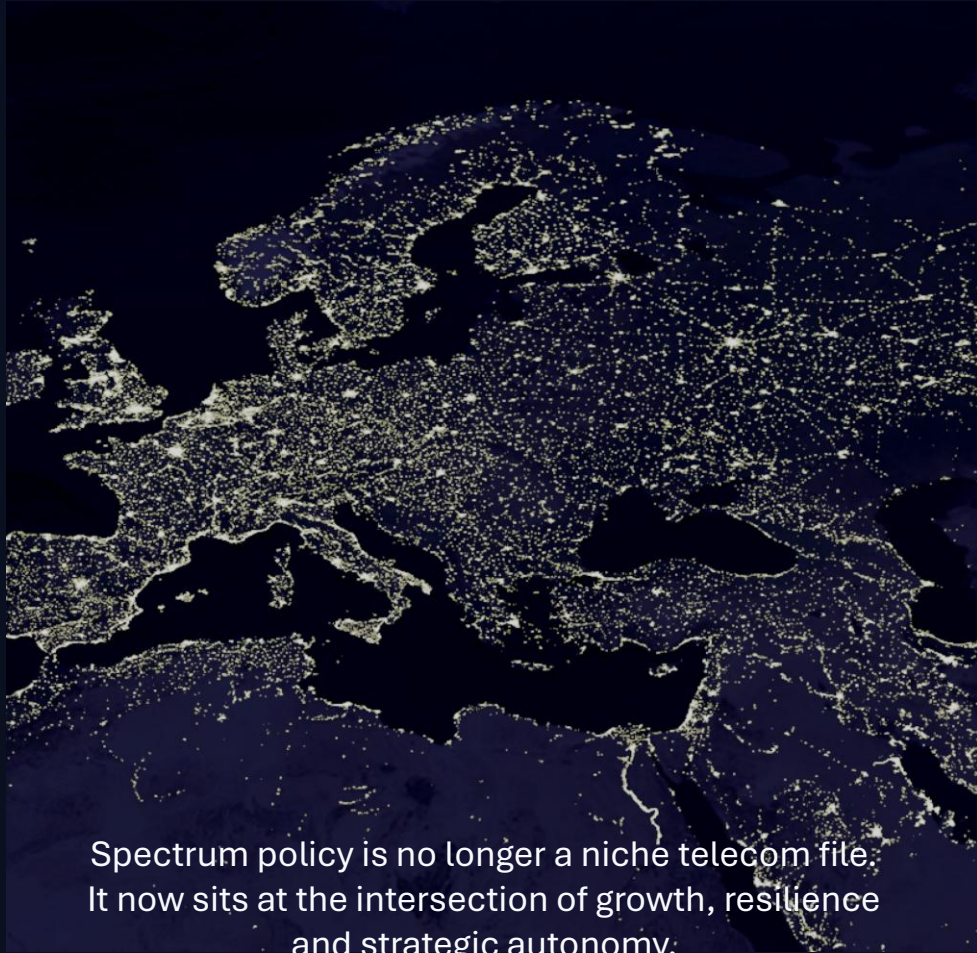 Spectrum policy is no longer a niche telecom file.
It now sits at the intersection of growth, resilience
and strategic autonomy.